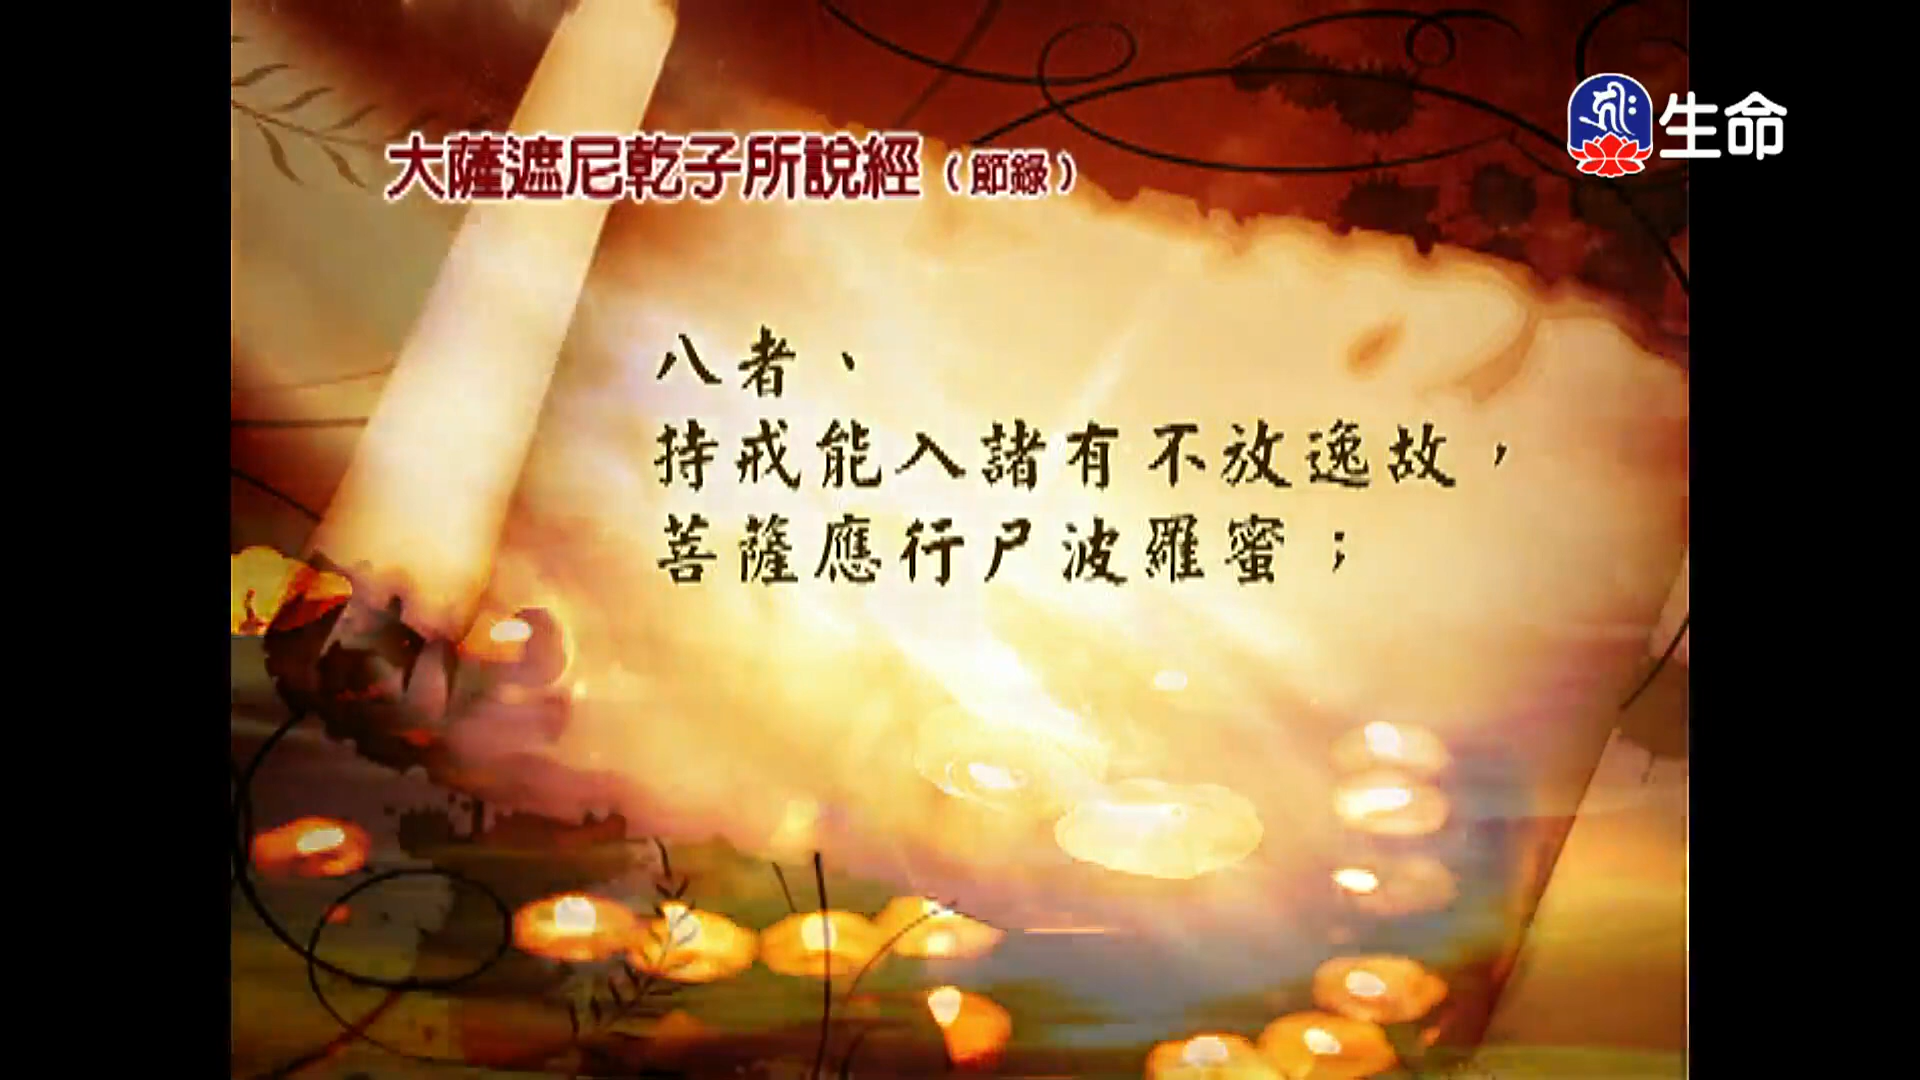 大薩遮尼乾子所說經（節錄）
生命
八者、
持戒能入諸有不放逸故，
菩薩應行尸波羅蜜；